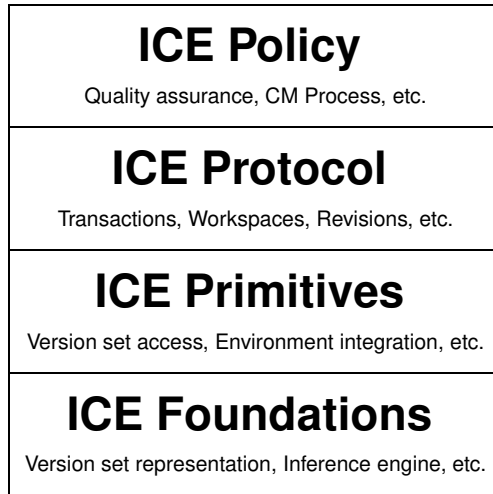 ICE Policy
Quality assurance, CM Process, etc.
ICE Protocol
Transactions, Workspaces, Revisions, etc.
ICE Primitives
Version set access, Environment integration, etc.
ICE Foundations
Version set representation, Inference engine, etc.